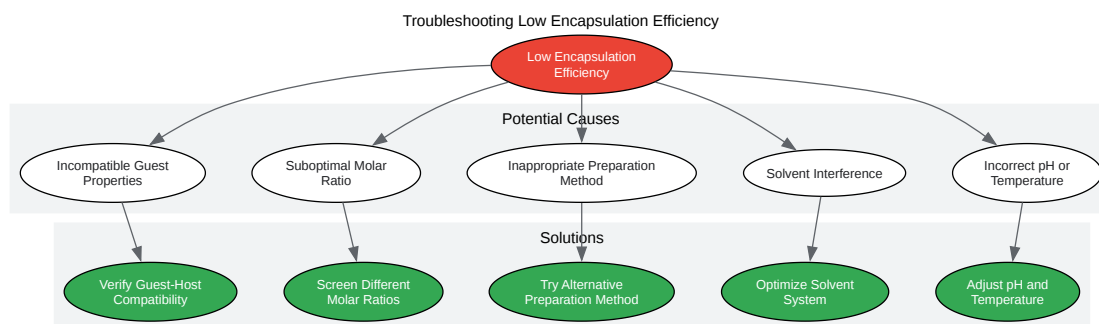 Troubleshooting Low Encapsulation Efficiency
Low Encapsulation
Efficiency
Potential Causes
Incompatible Guest
Properties
Suboptimal Molar
Ratio
Inappropriate Preparation
Method
Solvent Interference
Incorrect pH or
Temperature
Solutions
Verify Guest-Host
Compatibility
Screen Different
Molar Ratios
Try Alternative
Preparation Method
Optimize Solvent
System
Adjust pH and
Temperature